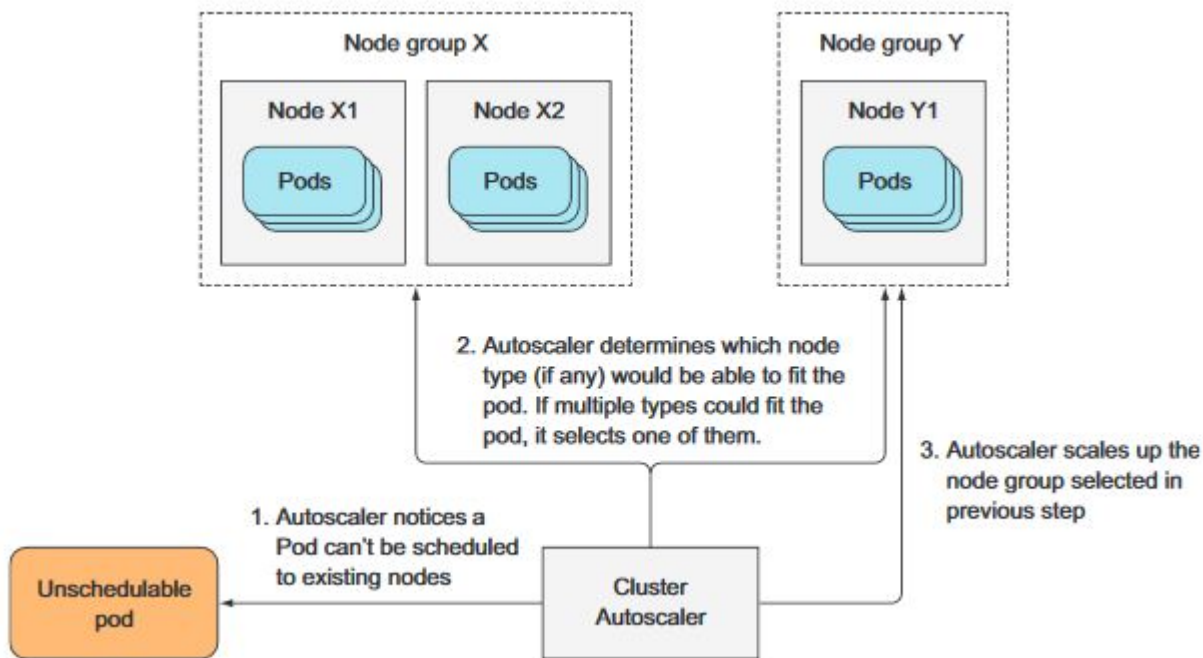 Node group X
Node X1
Pods
Node X2
Pods
Node group Y
Node Y1
Pods
2. Autoscaler determines which node
type (if any) would be able to fit the
pod. If multiple types could fit the
pod, it selects one of them.
3. Autoscaler scales up the
node group selected in
previous step
1. Autoscaler notices a
Pod can't be scheduled
to existing nodes
Unschedulable
pod
Cluster
Autoscaler